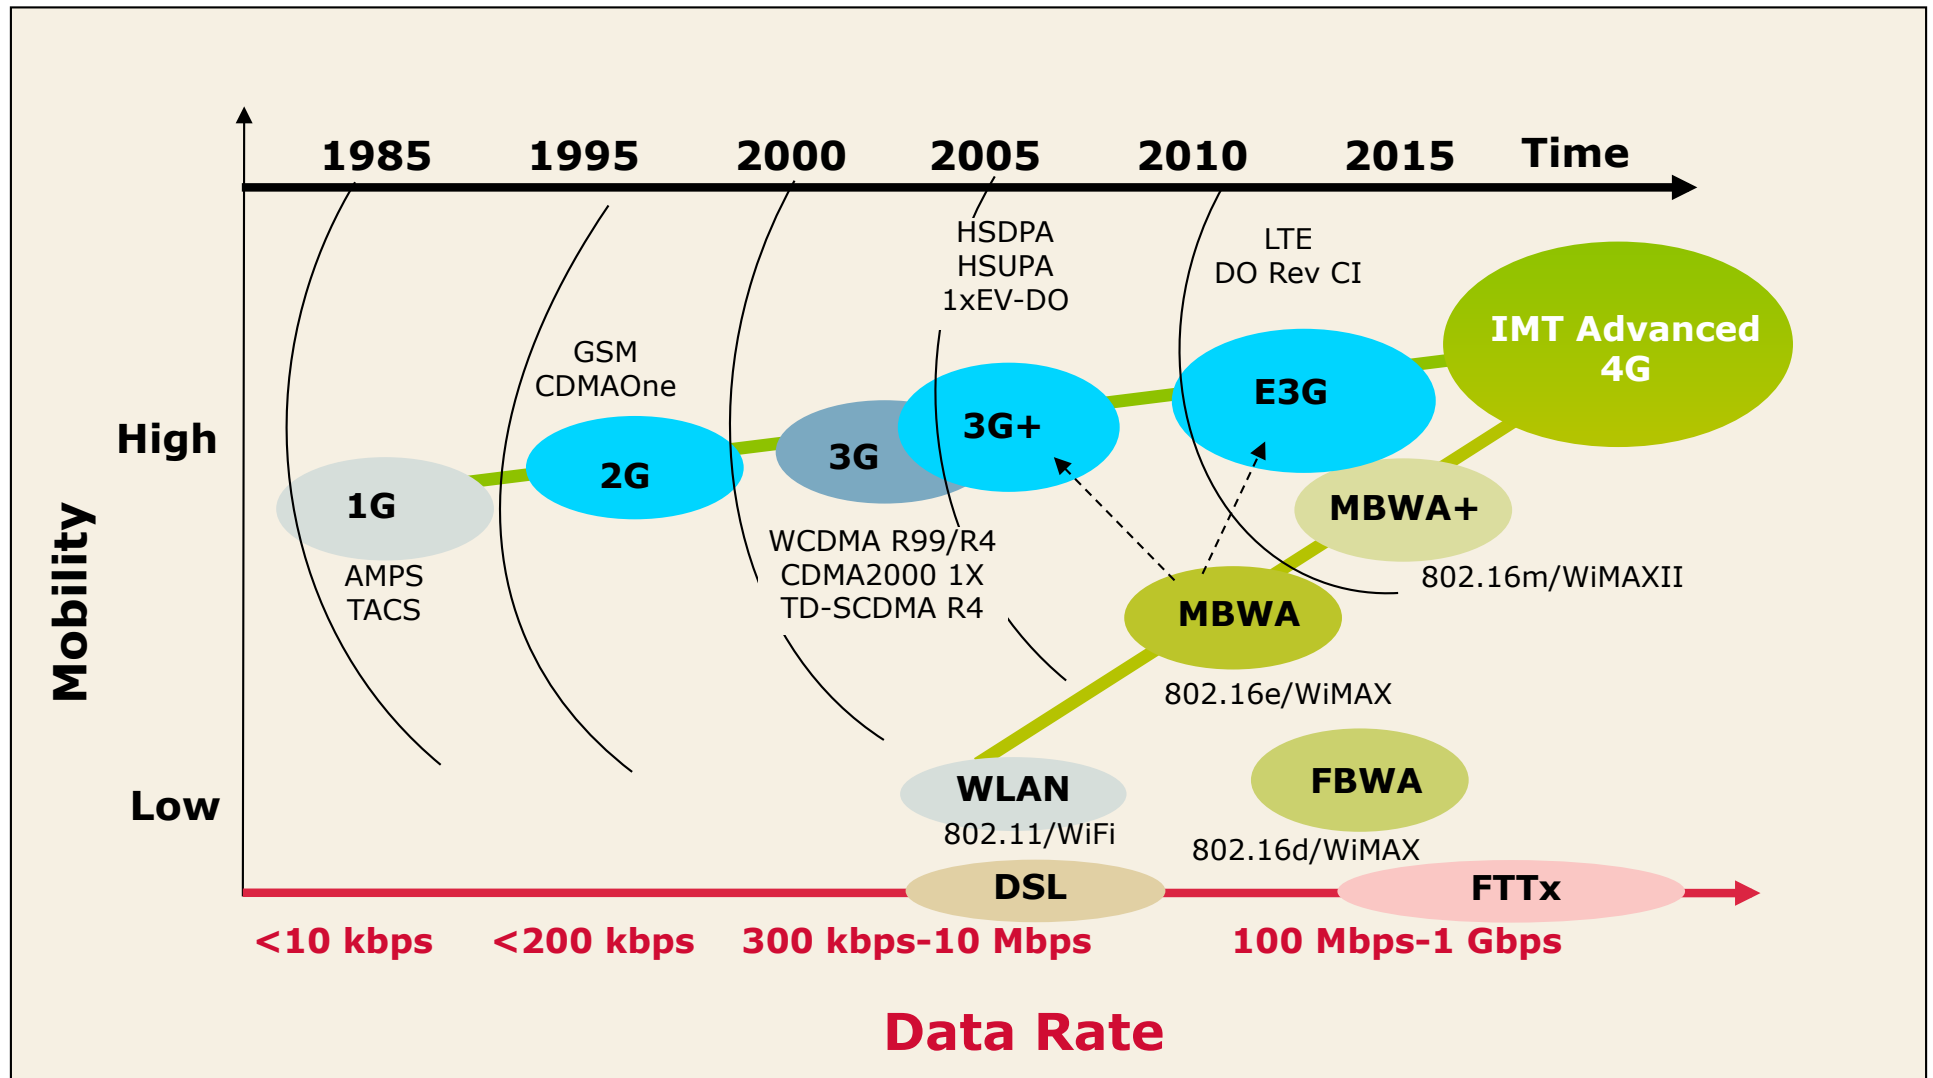 1985
1995
2000
2005
2010
2015
Time
HSDPA
HSUPA
1xEV-DO
LTE
DO Rev CI
GSM
CDMAOne
IMT Advanced
4G
High
1G
2G
3G
3G+
E3G
MBWA+
AMPS
TACS
WCDMA R99/R4
CDMA2000 1X
TD-SCDMA R4
802.16m/WiMAXII
MBWA
802.16e/WiMAX
Mobility
Low
WLAN
802.11/WiFi
FBWA
802.16d/WiMAX
DSL
FTTx
<10 kbps
<200 kbps
300 kbps-10 Mbps
100 Mbps-1 Gbps
Data Rate